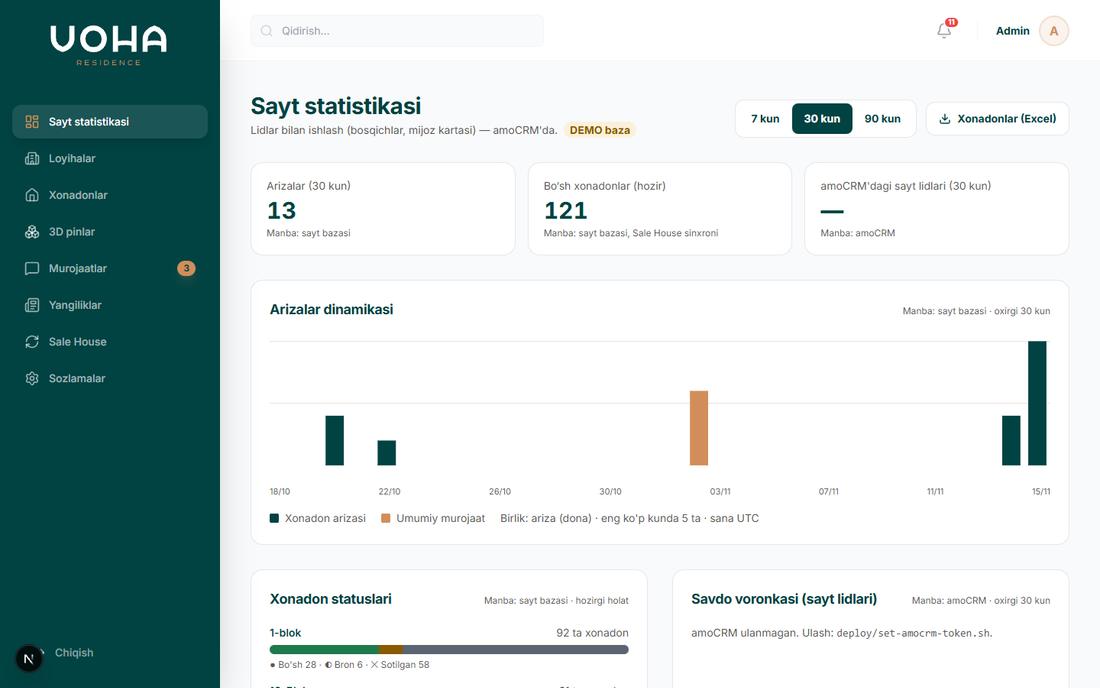 VOHA
RESIDENCE
Qidirish...
11
Admin
A
Sayt statistikasi
Loyihalar
Xonadonlar
3D pinlar
Murojaatlar
3
Yangiliklar
Sale House
Sozlamalar
Chiqish
N
Sayt statistikasi
Lidlar bilan ishlash (bosqichlar, mijoz kartasi) — amoCRM'da. DEMO baza
7 kun 30 kun 90 kun Xonadonlar (Excel)
Arizalar (30 kun)
13
Manba: sayt bazasi
Bo'sh xonadonlar (hozir)
121
Manba: sayt bazasi, Sale House sinxroni
amoCRM'dagi sayt lidlari (30 kun)
—
Manba: amoCRM
Arizalar dinamikasi
Manba: sayt bazasi · oxirgi 30 kun
18/10 22/10 26/10 30/10 03/11 07/11 11/11 15/11
Xonadon arizasi Umumiy murojaat Birlik: ariza (dona) · eng ko'p kunda 5 ta · sana UTC
Xonadon statuslari
Manba: sayt bazasi · hozirgi holat
1-blok 92 ta xonadon
● Bo'sh 28 · ◐ Bron 6 · ✕ Sotilgan 58
Savdo voronkasi (sayt lidlari)
Manba: amoCRM · oxirgi 30 kun
amoCRM ulanmagan. Ulash: deploy/set-amocrm-token.sh.